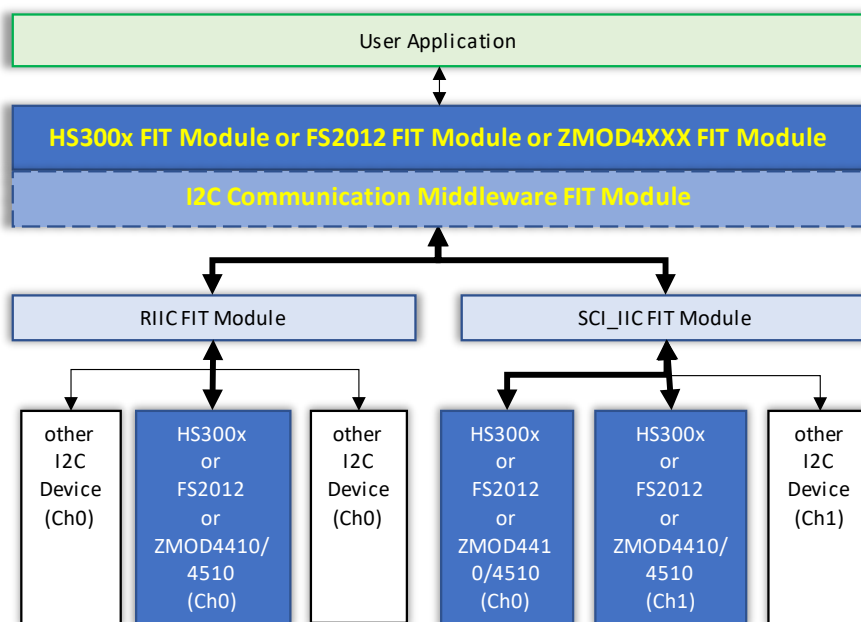 User Application
HS300x FIT Module or FS2012 FIT Module or ZMOD4XXX FIT Module
I2C Communication Middleware FIT Module
RIIC FIT Module
SCI_IIC FIT Module
other
I2C
Device
(Ch0)
HS300x
or
FS2012
or
ZMOD4410/
4510
(Ch0)
other
I2C
Device
(Ch0)
HS300x
or
FS2012
or
ZMOD441
0/4510
(Ch0)
HS300x
or
FS2012
or
ZMOD4410/
4510
(Ch1)
other
I2C
Device
(Ch1)